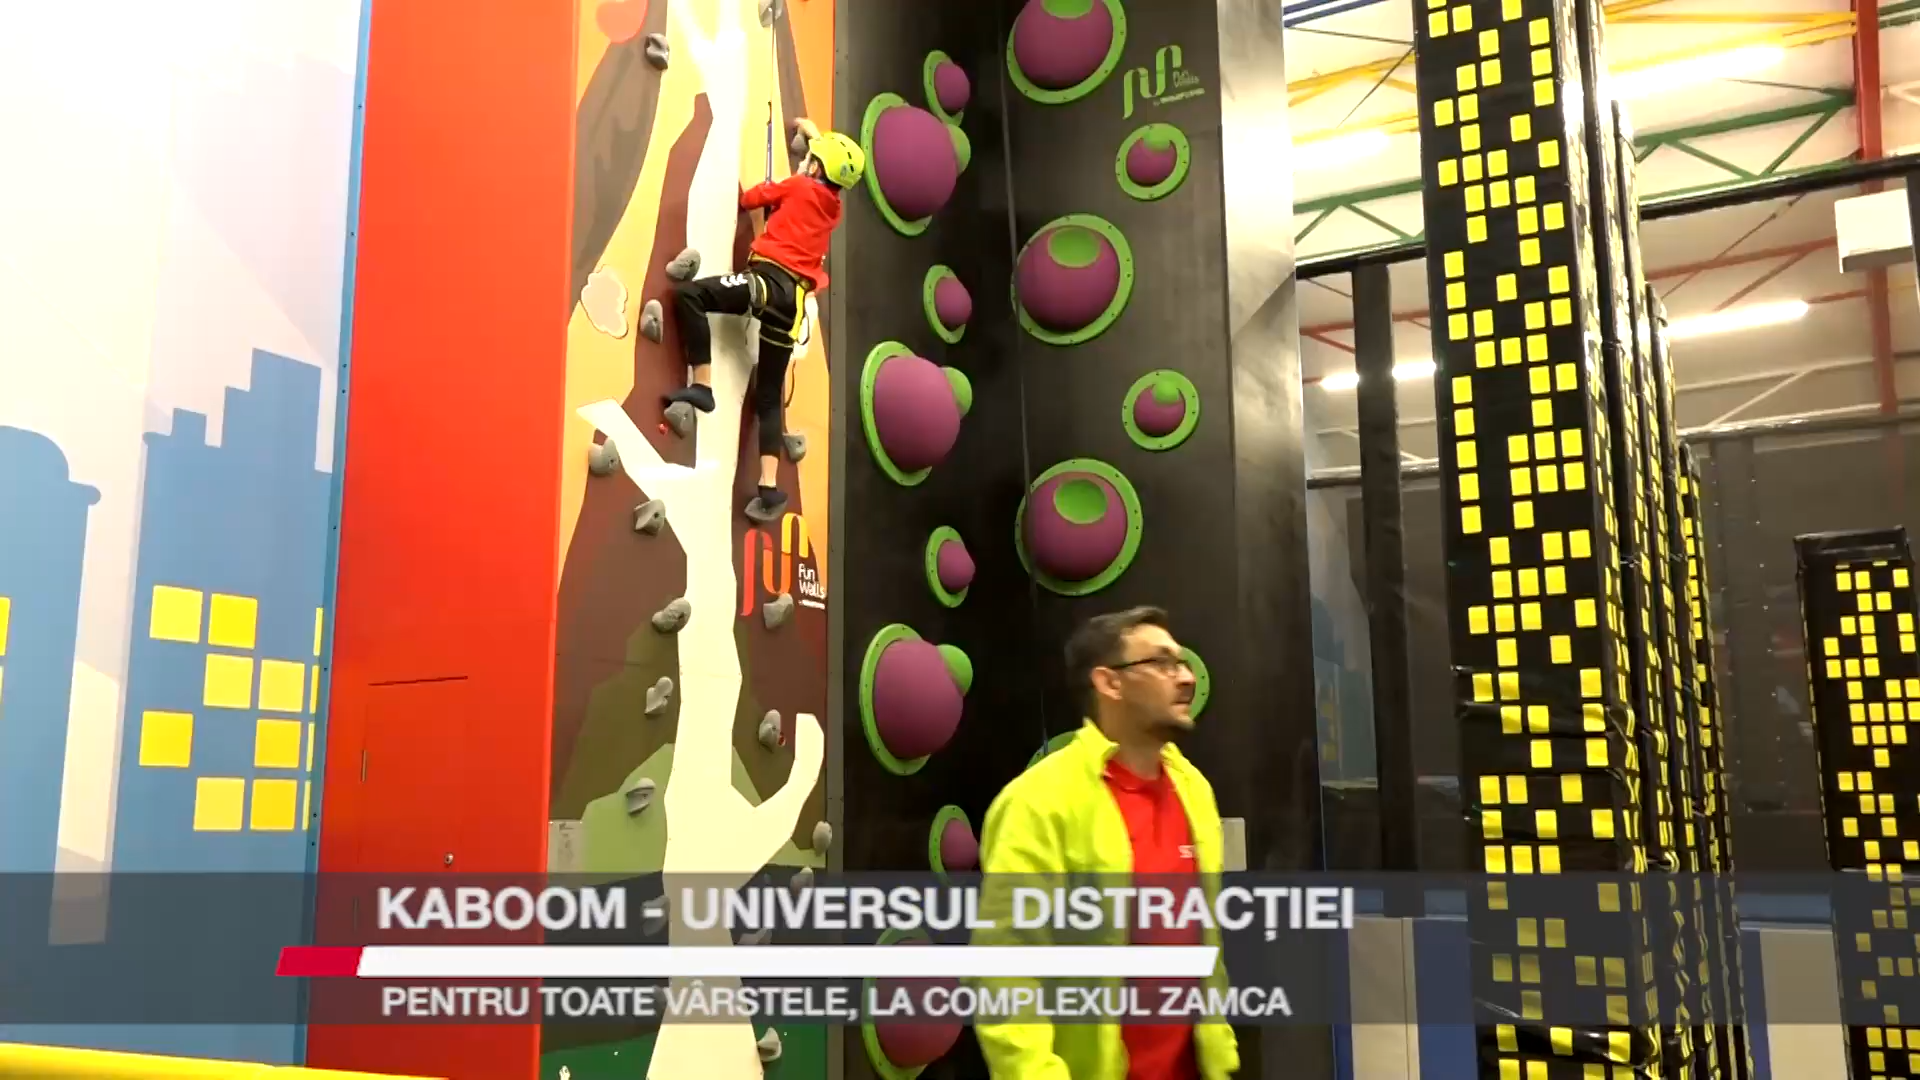 Fun
Walls
KABOOM - UNIVERSUL DISTRACȚIEI
PENTRU TOATE VÂRSTELE, LA COMPLEXUL ZAMCA